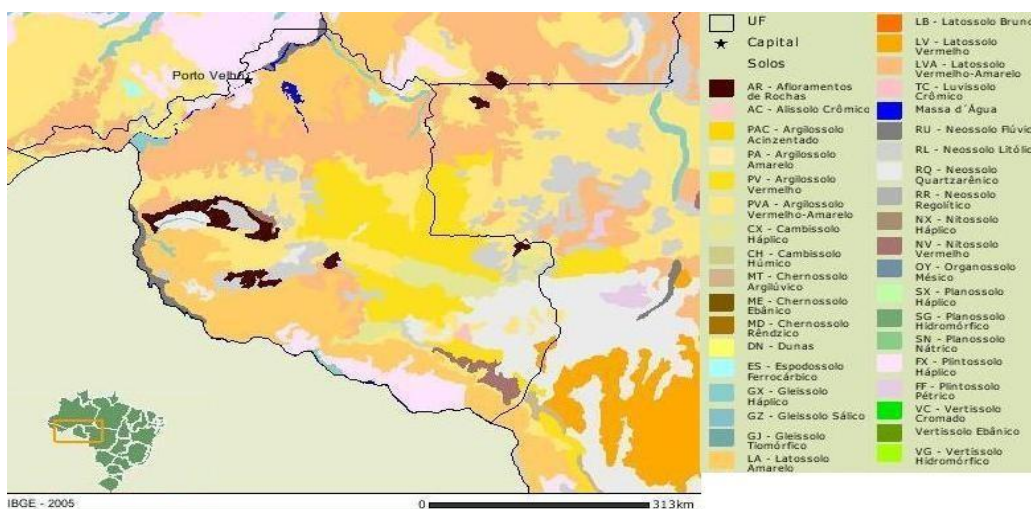 Porto Velho
IBGE - 2005
0
313km
UF
Capital
Solos
AR - Afloramentos
de Rochas
AC - Alissolo Crômico
PAC - Argilossolo
Acinzentado
PA - Argilossolo
Amarelo
PV - Argilossolo
Vermelho
PVA - Argilossolo
Vermelho-Amarelo
CX - Cambissolo
Háplico
CH - Cambissolo
Húmico
MT - Chernossolo
Argilúvico
ME - Chernossolo
Ebânico
MD - Chernossolo
Rêndzico
DN - Dunas
ES - Espodossolo
Ferrocárbico
GX - Gleissolo
Háplico
GZ - Gleissolo Sálico
GJ - Gleissolo
Tiomórfico
LA - Latossolo
Amarelo
LB - Latossolo Bruno
LV - Latossolo
Vermelho
LVA - Latossolo
Vermelho-Amarelo
TC - Luvissolo
Crômico
Massa d´Água
RU - Neossolo Flúvic
RL - Neossolo Litólic
RQ - Neossolo
Quartzarênico
RR - Neossolo
Regolítico
NX - Nitossolo
Háplico
NV - Nitossolo
Vermelho
OY - Organossolo
Mésico
SX - Planossolo
Háplico
SG - Planossolo
Hidromórfico
SN - Planossolo
Nátrico
FX - Plintossolo
Háplico
FF - Plintossolo
Pétrico
VC - Vertissolo
Cromado
Vertissolo Ebânico
VG - Vertissolo
Hidromórfico